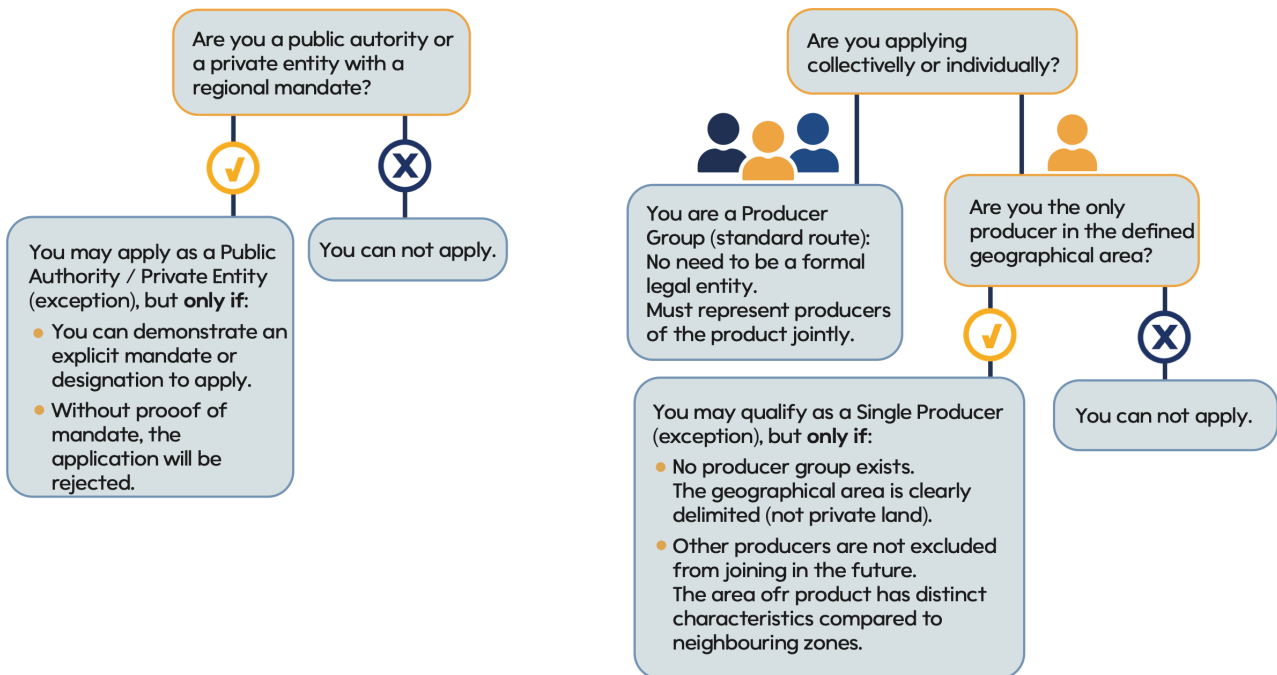 Are you a public autority or
a private entity with a
regional mandate?
You may apply as a Public
Authority / Private Entity
(exception), but only if:
You can demonstrate an
explicit mandate or
designation to apply.
Without prooof of
mandate, the
application will be
rejected.
You can not apply.
Are you applying
collectivelly or individually?
You are a Producer
Group (standard route):
No need to be a formal
legal entity.
Must represent producers
of the product jointly.
Are you the only
producer in the defined
geographical area?
You may qualify as a Single Producer
(exception), but only if:
No producer group exists.
The geographical area is clearly
delimited (not private land).
Other producers are not excluded
from joining in the future.
The area ofr product has distinct
characteristics compared to
neighbouring zones.
You can not apply.